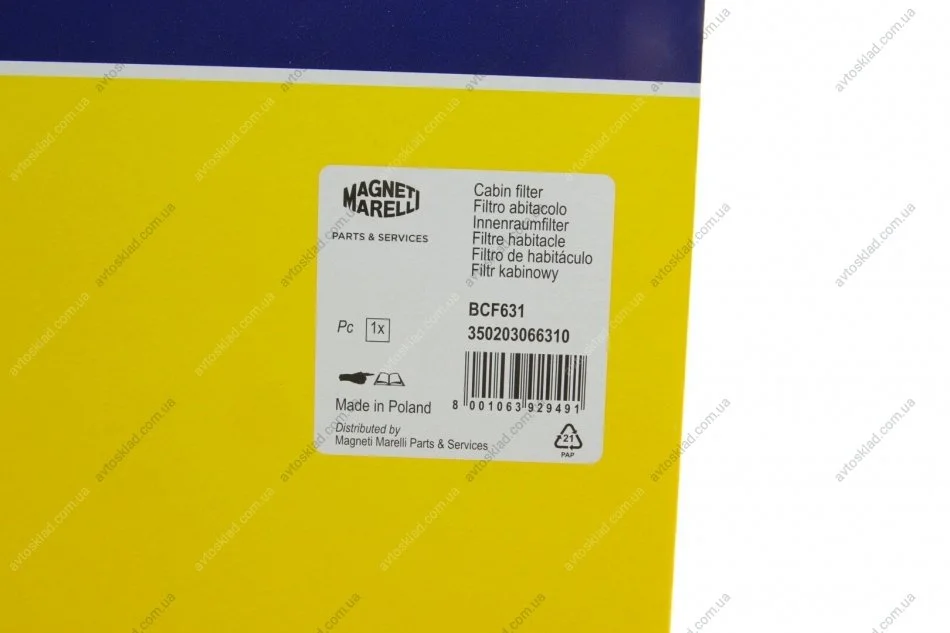 MAGNETI
MARELLI
PARTS & SERVICES
Cabin filter
Filtro abitacolo
Innenraumfilter
Filtre habitacle
Filtro de habitáculo
Filtr kabinowy
BCF631
350203066310
Pc 1x
8 001063 929491
Made in Poland
Distributed by
Magneti Marelli Parts & Services
21
PAP
avtosklad.com.ua